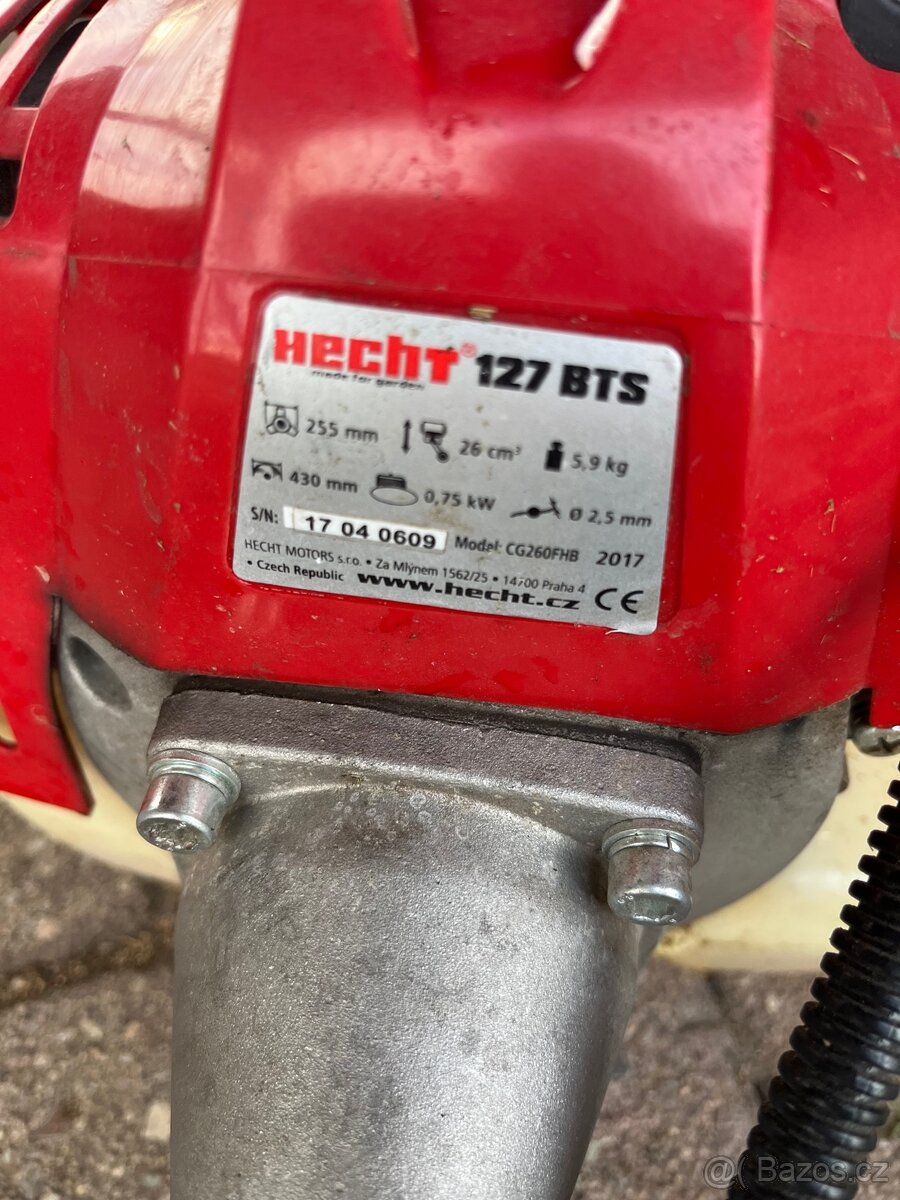 HECHT® 127 BTS
made for garden
255 mm 26 cm³ 5,9 kg
430 mm 0,75 kW Ø 2,5 mm
S/N: 17 04 0609 Model: CG260FHB 2017
HECHT MOTORS s.r.o. • Za Mlýnem 1562/25 • 14700 Praha 4
• Czech Republic www.hecht.cz CE
@ Bazos.cz